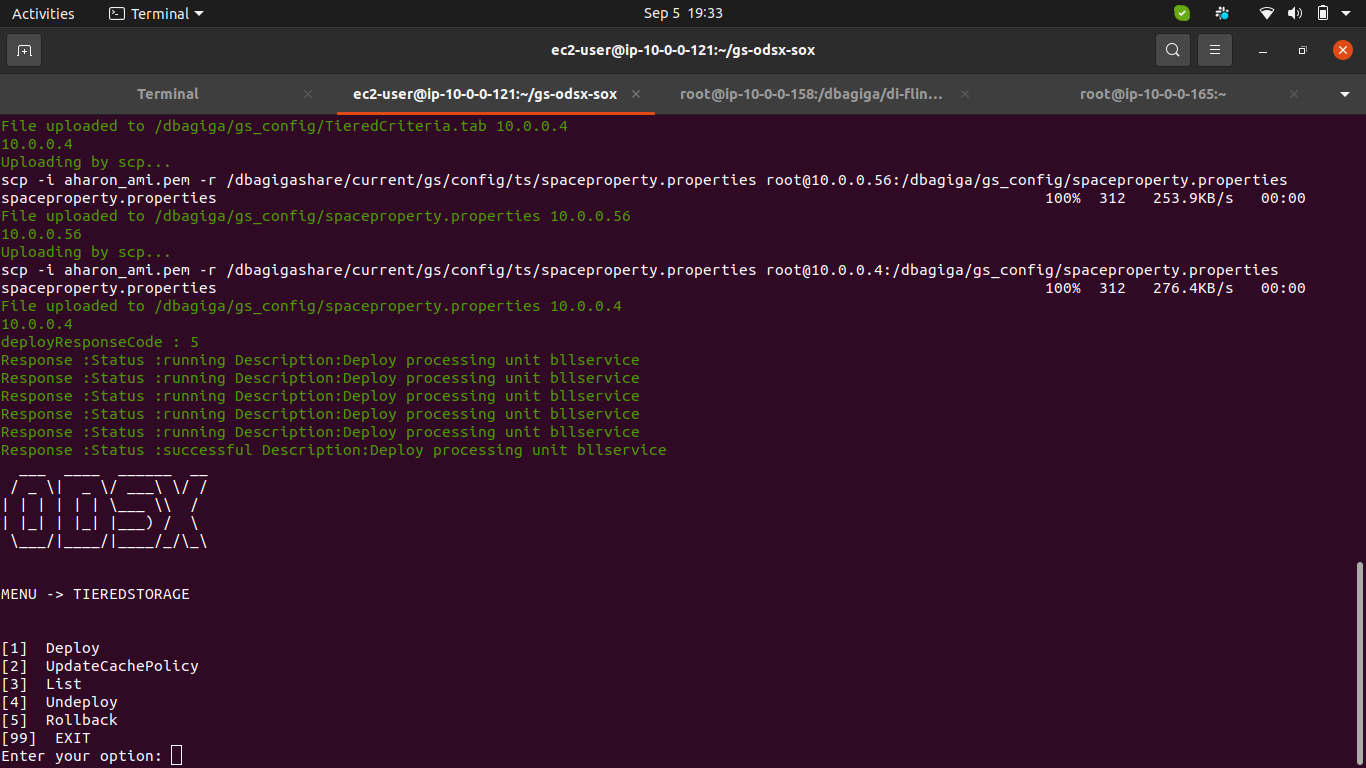 Activities
Terminal
Sep 5 19:33
ec2-user@ip-10-0-0-121:~/gs-odsx-sox
Terminal
ec2-user@ip-10-0-0-121:~/gs-odsx-sox
root@ip-10-0-0-158:/dbagiga/di-flin...
root@ip-10-0-0-165:~
File uploaded to /dbagiga/gs_config/TieredCriteria.tab 10.0.0.4
10.0.0.4
Uploading by scp...
scp -i aharon_ami.pem -r /dbagigashare/current/gs/config/ts/spaceproperty.properties root@10.0.0.56:/dbagiga/gs_config/spaceproperty.properties
spaceproperty.properties 100% 312 253.9KB/s 00:00
File uploaded to /dbagiga/gs_config/spaceproperty.properties 10.0.0.56
10.0.0.56
Uploading by scp...
scp -i aharon_ami.pem -r /dbagigashare/current/gs/config/ts/spaceproperty.properties root@10.0.0.4:/dbagiga/gs_config/spaceproperty.properties
spaceproperty.properties 100% 312 276.4KB/s 00:00
File uploaded to /dbagiga/gs_config/spaceproperty.properties 10.0.0.4
10.0.0.4
deployResponseCode : 5
Response :Status :running Description:Deploy processing unit bllservice
Response :Status :running Description:Deploy processing unit bllservice
Response :Status :running Description:Deploy processing unit bllservice
Response :Status :running Description:Deploy processing unit bllservice
Response :Status :running Description:Deploy processing unit bllservice
Response :Status :successful Description:Deploy processing unit bllservice
ODSX
MENU -> TIEREDSTORAGE
[1] Deploy
[2] UpdateCachePolicy
[3] List
[4] Undeploy
[5] Rollback
[99] EXIT
Enter your option: